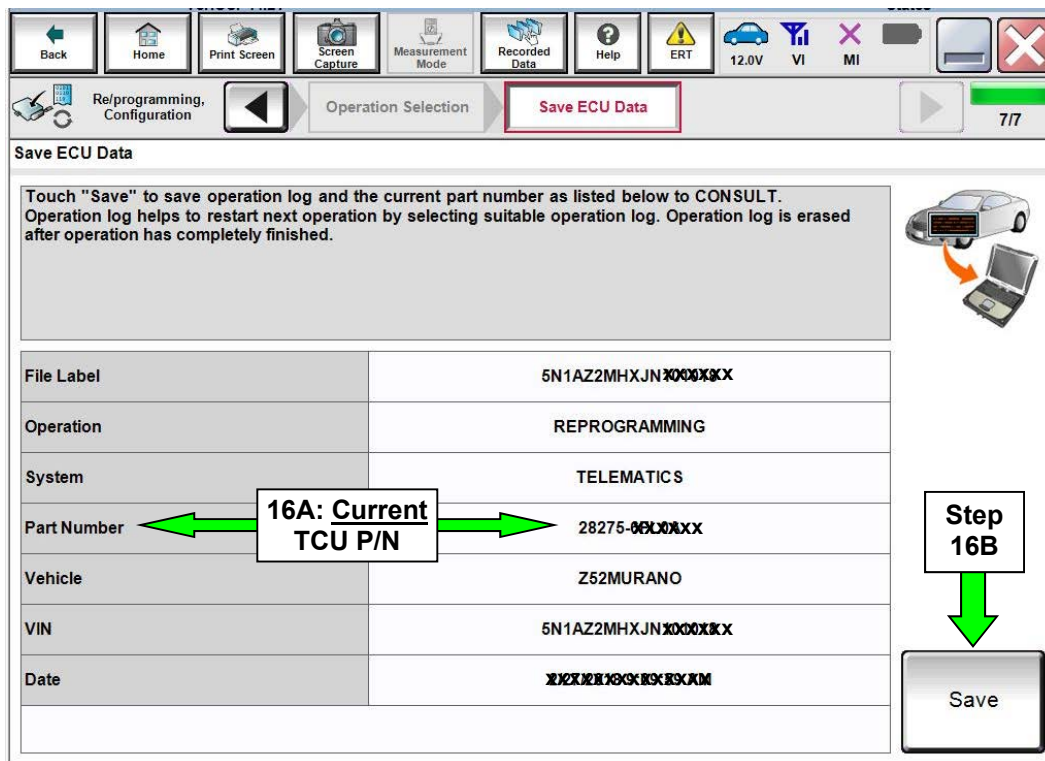 Back
Home
Print Screen
Screen
Capture
Measurement
Mode
Recorded
Data
Help
ERT
12.0V
VI
MI
Re/programming,
Configuration
Operation Selection
Save ECU Data
7/7
Save ECU Data
Touch "Save" to save operation log and the current part number as listed below to CONSULT.
Operation log helps to restart next operation by selecting suitable operation log. Operation log is erased
after operation has completely finished.
File Label
5N1AZ2MHXJN
Operation
REPROGRAMMING
System
TELEMATICS
16A: Current
TCU P/N
Part Number
28275-
Step
16B
Vehicle
Z52MURANO
VIN
5N1AZ2MHXJN
Date
Save